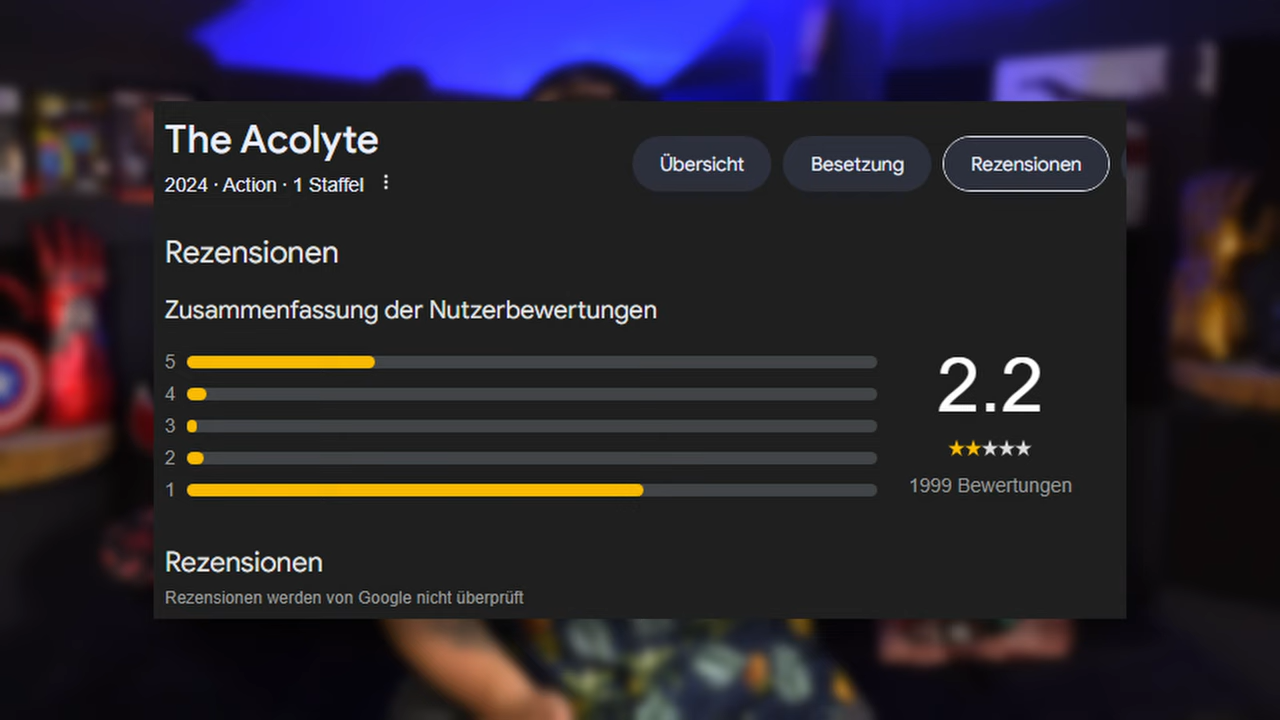 The Acolyte
2024 · Action · 1 Staffel
Übersicht
Besetzung
Rezensionen
Rezensionen
Zusammenfassung der Nutzerbewertungen
5
4
3
2
1
2.2
1999 Bewertungen
Rezensionen
Rezensionen werden von Google nicht überprüft